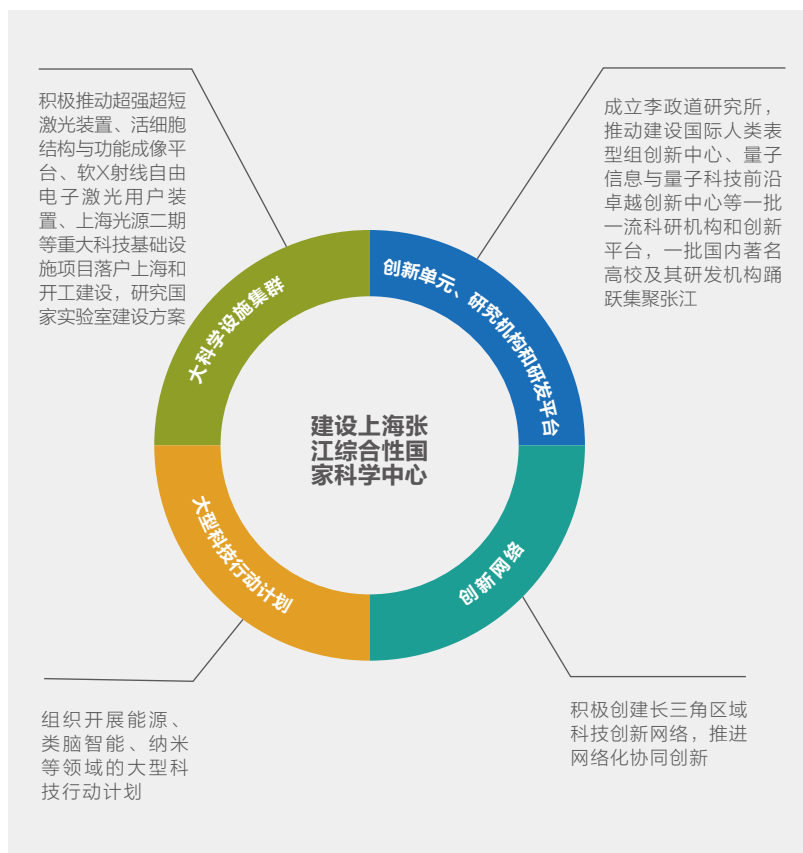 积极推动超强超短
激光装置、活细胞
结构与功能成像平
台、软X射线自由
电子激光用户装
置、上海光源二期
等重大科技基础设
施项目落户上海和
开工建设，研究国
家实验室建设方案
成立李政道研究所，
推动建设国际人类表
型组创新中心、量子
信息与量子科技前沿
卓越创新中心等一批
一流科研机构和创新
平台，一批国内著名
高校及其研发机构踊
跃集聚张江
大科学设施集群
创新单元、研究机构和研发平台
建设上海张
江综合性国
家科学中心
大型科技行动计划
创新网络
组织开展能源、
类脑智能、纳米
等领域的大型科
技行动计划
积极创建长三角区域
科技创新网络，推进
网络化协同创新